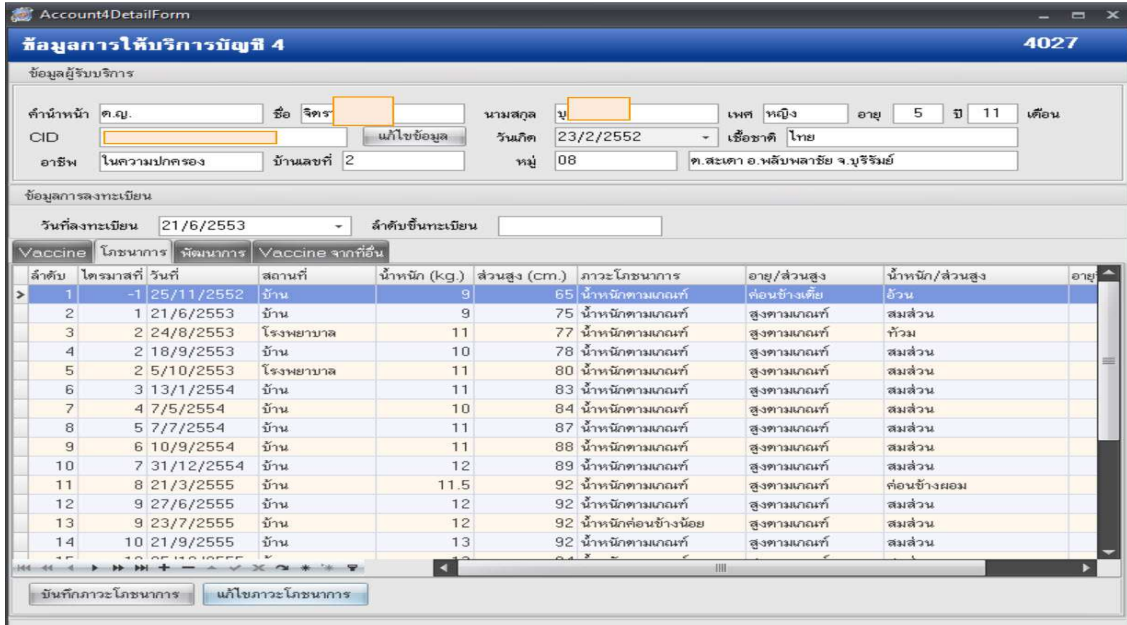 Account4DetailForm
ข้อมูลการให้บริการบัญชี 4 4027
ข้อมูลผู้รับบริการ
คำนำหน้า ด.ญ. ชื่อ จิตรา นามสกุล บุ เพศ หญิง อายุ 5 ปี 11 เดือน
CID แก้ไขข้อมูล วันเกิด 23/2/2552 เชื้อชาติ ไทย
อาชีพ ในความปกครอง บ้านเลขที่ 2 หมู่ 08 ต.สะเดา อ.พลับพลาชัย จ.บุรีรัมย์
ข้อมูลการลงทะเบียน
วันที่ลงทะเบียน 21/6/2553 ลำดับขึ้นทะเบียน
Vaccine โภชนาการ พัฒนาการ Vaccine จากที่อื่น
ลำดับ ไตรมาสที่ วันที่ สถานที่ น้ำหนัก (kg.) ส่วนสูง (cm.) ภาวะโภชนาการ อายุ/ส่วนสูง น้ำหนัก/ส่วนสูง อายุ
1 -1 25/11/2552 บ้าน 9 65 น้ำหนักตามเกณฑ์ ค่อนข้างเตี้ย อ้วน
2 1 21/6/2553 บ้าน 9 75 น้ำหนักตามเกณฑ์ สูงตามเกณฑ์ สมส่วน
3 2 24/8/2553 โรงพยาบาล 11 77 น้ำหนักตามเกณฑ์ สูงตามเกณฑ์ ท้วม
4 2 18/9/2553 บ้าน 10 78 น้ำหนักตามเกณฑ์ สูงตามเกณฑ์ สมส่วน
5 2 5/10/2553 โรงพยาบาล 11 80 น้ำหนักตามเกณฑ์ สูงตามเกณฑ์ สมส่วน
6 3 13/1/2554 บ้าน 11 83 น้ำหนักตามเกณฑ์ สูงตามเกณฑ์ สมส่วน
7 4 7/5/2554 บ้าน 10 84 น้ำหนักตามเกณฑ์ สูงตามเกณฑ์ สมส่วน
8 5 7/7/2554 บ้าน 11 87 น้ำหนักตามเกณฑ์ สูงตามเกณฑ์ สมส่วน
9 6 10/9/2554 บ้าน 11 88 น้ำหนักตามเกณฑ์ สูงตามเกณฑ์ สมส่วน
10 7 31/12/2554 บ้าน 12 89 น้ำหนักตามเกณฑ์ สูงตามเกณฑ์ สมส่วน
11 8 21/3/2555 บ้าน 11.5 92 น้ำหนักตามเกณฑ์ สูงตามเกณฑ์ ค่อนข้างผอม
12 9 27/6/2555 บ้าน 12 92 น้ำหนักตามเกณฑ์ สูงตามเกณฑ์ สมส่วน
13 9 23/7/2555 บ้าน 12 92 น้ำหนักค่อนข้างน้อย สูงตามเกณฑ์ สมส่วน
14 10 21/9/2555 บ้าน 13 92 น้ำหนักตามเกณฑ์ สูงตามเกณฑ์ สมส่วน
บันทึกภาวะโภชนาการ แก้ไขภาวะโภชนาการ